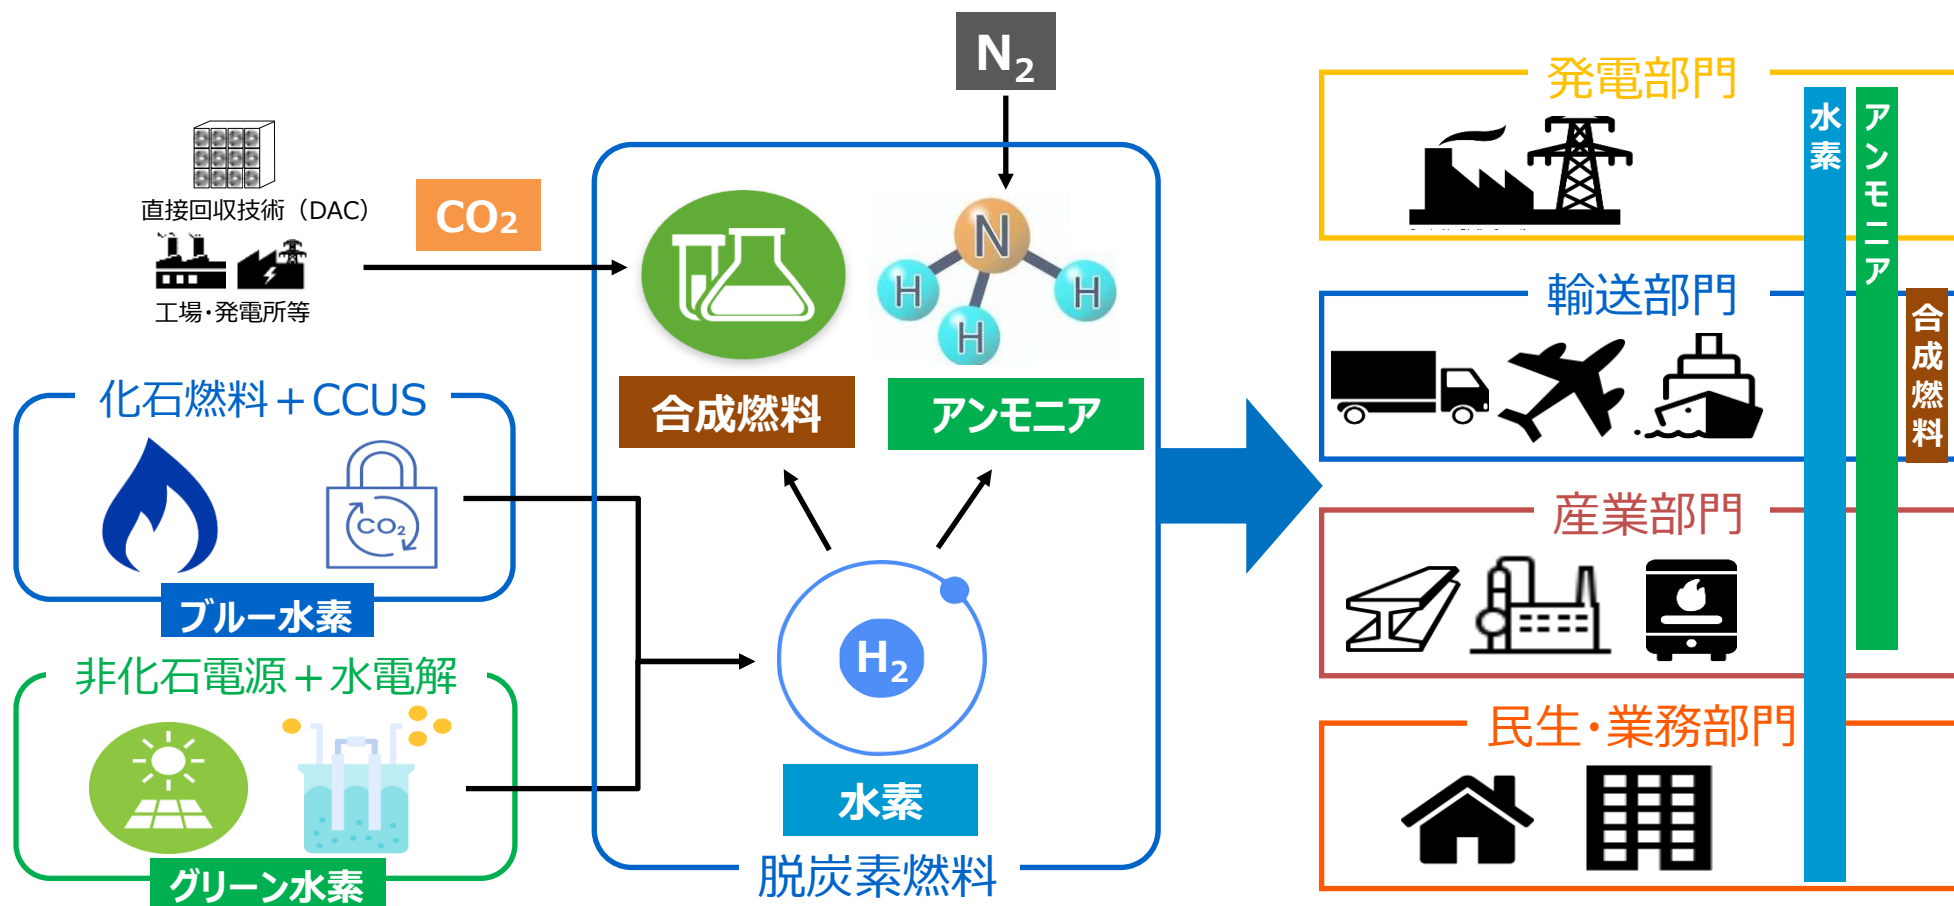 N2
直接回収技術（DAC）
工場・発電所等
CO2
N
H
H
H
合成燃料
アンモニア
化石燃料＋CCUS
CO2
ブルー水素
非化石電源＋水電解
グリーン水素
H2
水素
脱炭素燃料
発電部門
輸送部門
産業部門
民生・業務部門
水素
アンモニア
合成燃料